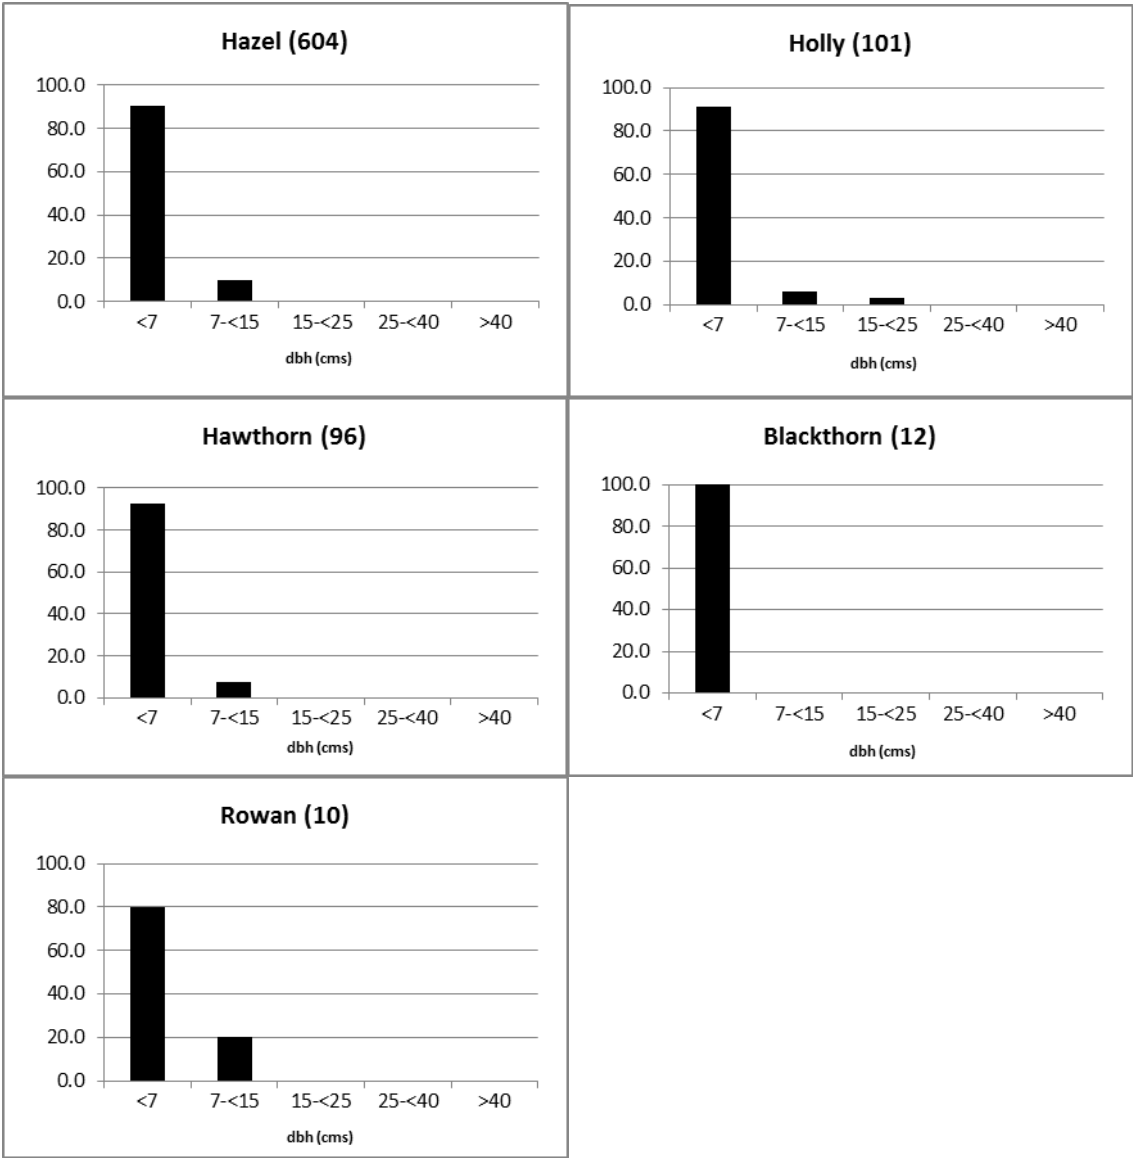 Hazel (604)
100.0
80.0
60.0
40.0
20.0
0.0
<7 7-<15 15-<25 25-<40 >40
dbh (cms)
Holly (101)
100.0
80.0
60.0
40.0
20.0
0.0
<7 7-<15 15-<25 25-<40 >40
dbh (cms)
Hawthorn (96)
100.0
80.0
60.0
40.0
20.0
0.0
<7 7-<15 15-<25 25-<40 >40
dbh (cms)
Blackthorn (12)
100.0
80.0
60.0
40.0
20.0
0.0
<7 7-<15 15-<25 25-<40 >40
dbh (cms)
Rowan (10)
100.0
80.0
60.0
40.0
20.0
0.0
<7 7-<15 15-<25 25-<40 >40
dbh (cms)